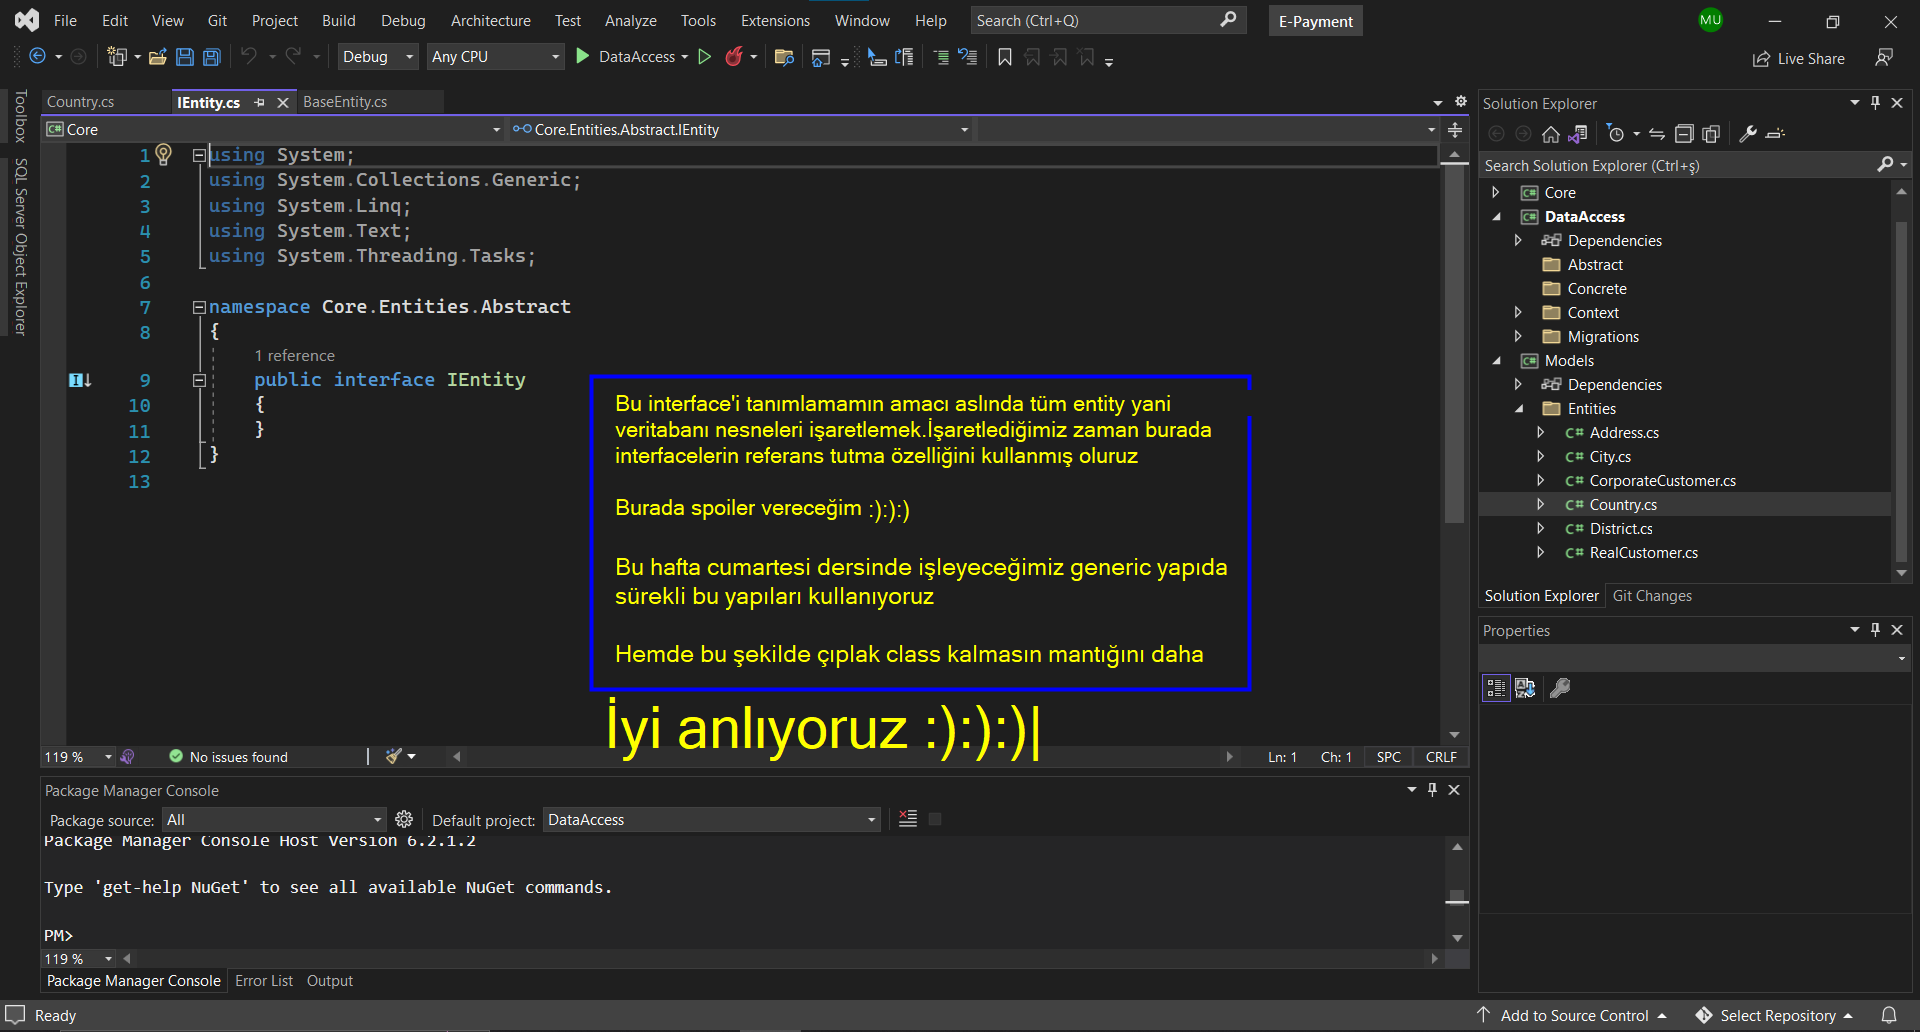 File Edit View Git Project Build Debug Architecture Test Analyze Tools Extensions Window Help Search (Ctrl+Q) E-Payment MU
Debug Any CPU DataAccess Live Share
Toolbox
SQL Server Object Explorer
Country.cs IEntity.cs BaseEntity.cs
C# Core Core.Entities.Abstract.IEntity
1 using System;
2 using System.Collections.Generic;
3 using System.Linq;
4 using System.Text;
5 using System.Threading.Tasks;
6
7 namespace Core.Entities.Abstract
8 {
1 reference
9 public interface IEntity
10 {
11 }
12 }
13
Bu interface'i tanımlamamın amacı aslında tüm entity yani
veritabanı nesneleri işaretlemek.İşaretlediğimiz zaman burada
interfacelerin referans tutma özelliğini kullanmış oluruz
Burada spoiler vereceğim :):):)
Bu hafta cumartesi dersinde işleyeceğimiz generic yapıda
sürekli bu yapıları kullanıyoruz
Hemde bu şekilde çıplak class kalmasın mantığını daha
İyi anlıyoruz :):):)
119 % No issues found Ln: 1 Ch: 1 SPC CRLF
Package Manager Console
Package source: All Default project: DataAccess
Package Manager Console Host Version 6.2.1.2
Type 'get-help NuGet' to see all available NuGet commands.
PM>
119 %
Package Manager Console Error List Output
Solution Explorer
Search Solution Explorer (Ctrl+ş)
C# Core
C# DataAccess
Dependencies
Abstract
Concrete
Context
Migrations
C# Models
Dependencies
Entities
C# Address.cs
C# City.cs
C# CorporateCustomer.cs
C# Country.cs
C# District.cs
C# RealCustomer.cs
Solution Explorer Git Changes
Properties
Ready Add to Source Control Select Repository